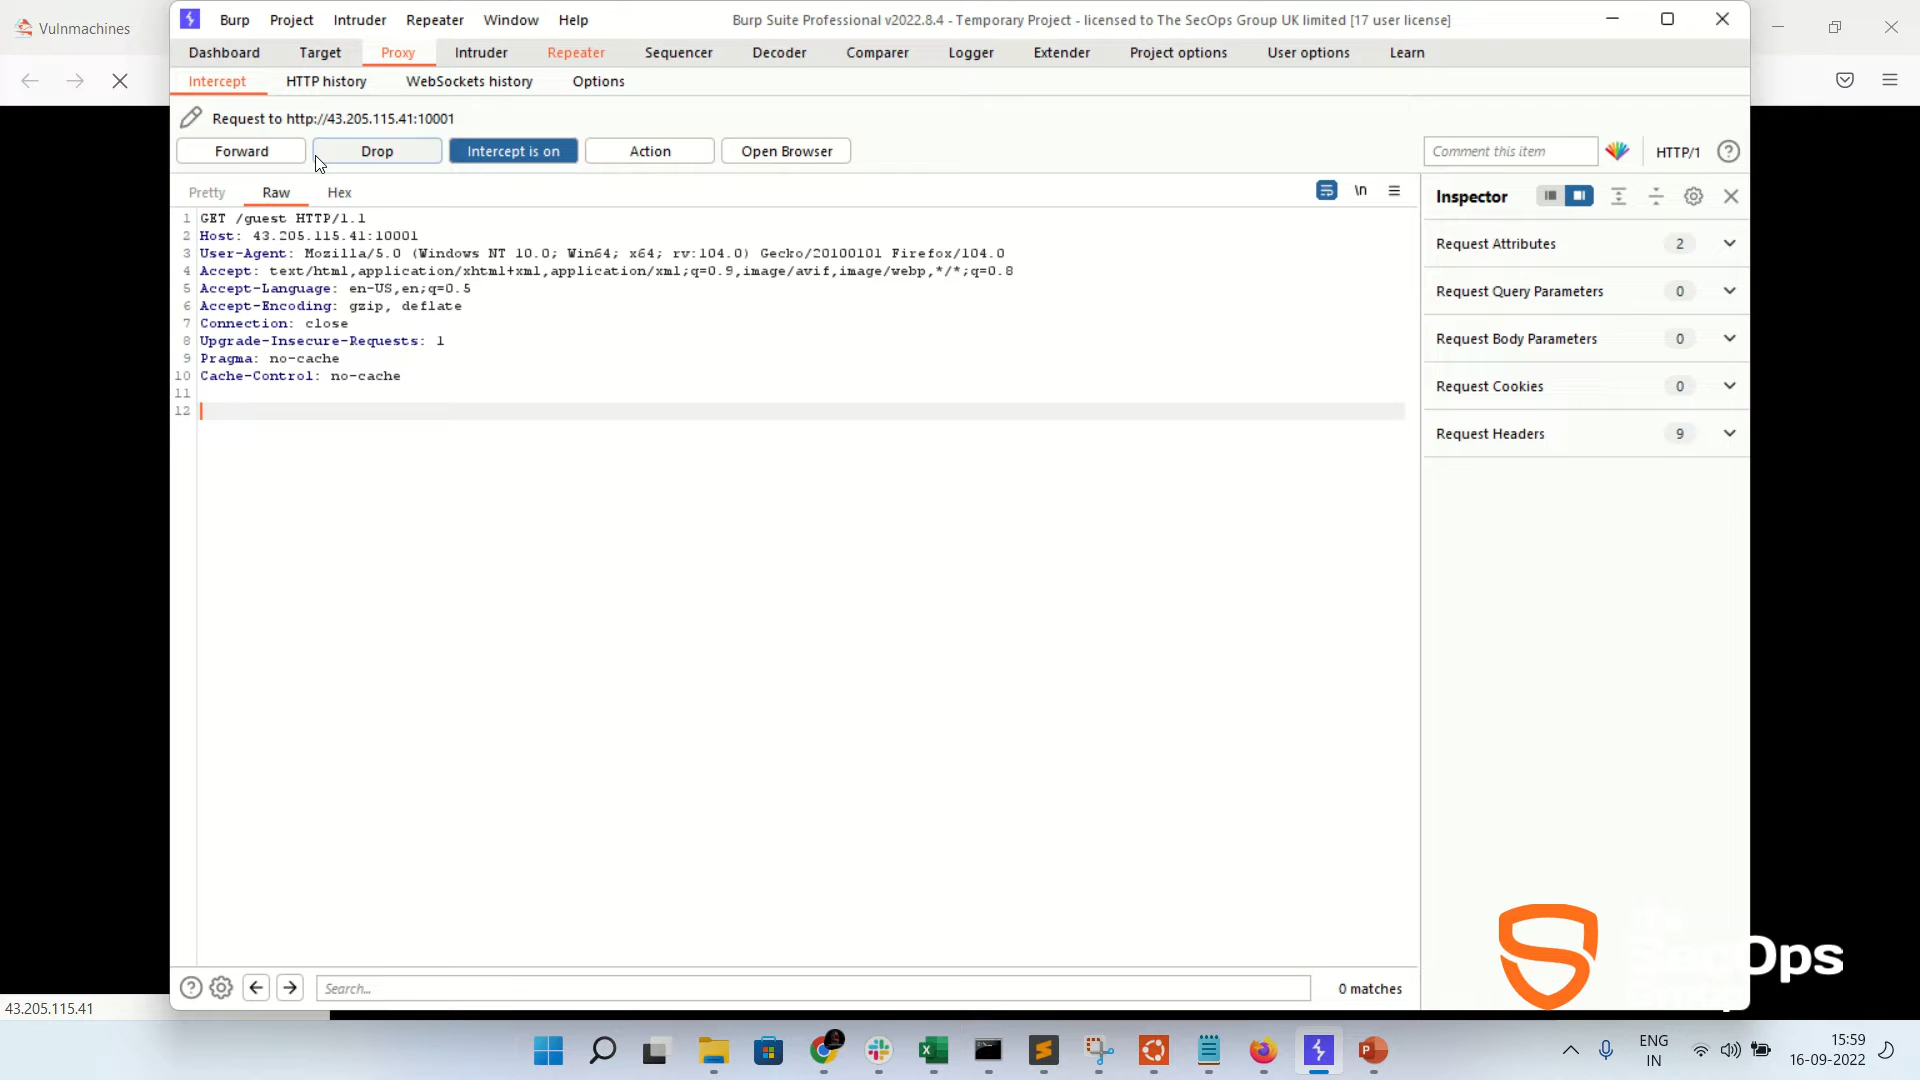 Vulnmachines
Burp Project Intruder Repeater Window Help
Burp Suite Professional v2022.8.4 - Temporary Project - licensed to The SecOps Group UK limited [17 user license]
Dashboard Target Proxy Intruder Repeater Sequencer Decoder Comparer Logger Extender Project options User options Learn
Intercept HTTP history WebSockets history Options
Request to http://43.205.115.41:10001
Forward Drop Intercept is on Action Open Browser
Comment this item
HTTP/1
Pretty Raw Hex
\n
1 GET /guest HTTP/1.1
2 Host: 43.205.115.41:10001
3 User-Agent: Mozilla/5.0 (Windows NT 10.0; Win64; x64; rv:104.0) Gecko/20100101 Firefox/104.0
4 Accept: text/html,application/xhtml+xml,application/xml;q=0.9,image/avif,image/webp,*/*;q=0.8
5 Accept-Language: en-US,en;q=0.5
6 Accept-Encoding: gzip, deflate
7 Connection: close
8 Upgrade-Insecure-Requests: 1
9 Pragma: no-cache
10 Cache-Control: no-cache
11
12
Inspector
Request Attributes 2
Request Query Parameters 0
Request Body Parameters 0
Request Cookies 0
Request Headers 9
Search...
0 matches
SecOps
43.205.115.41
ENG
IN
15:59
16-09-2022